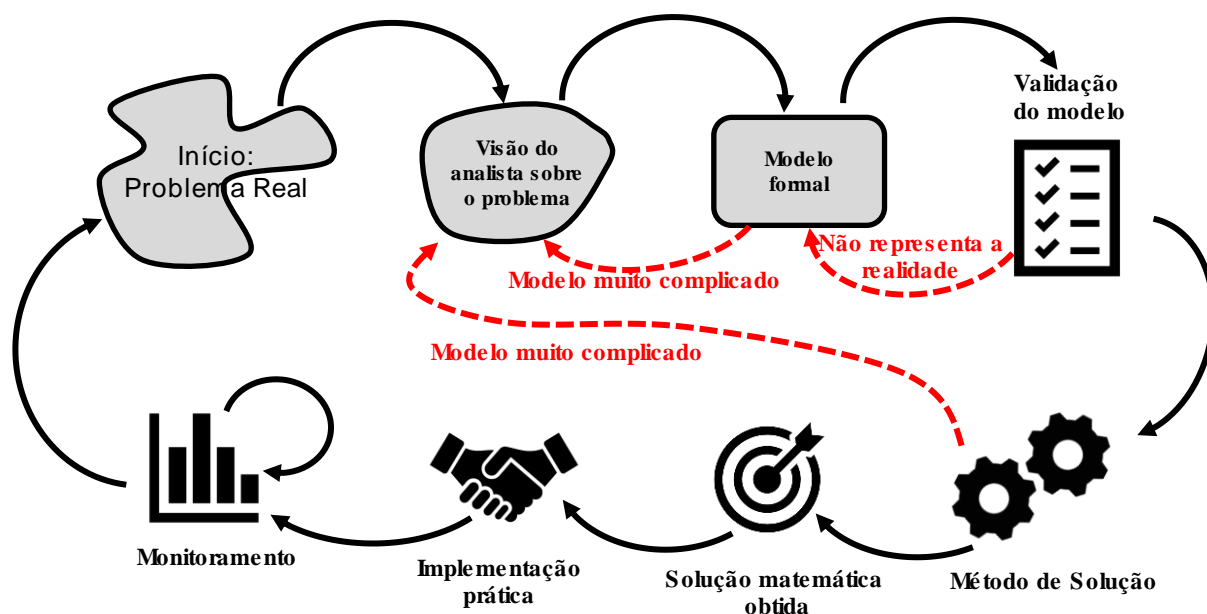 Início:
Problema Real
Visão do
analista sobre
o problema
Modelo
formal
Validação
do modelo
Não representa a
realidade
Modelo muito complicado
Modelo muito complicado
Monitoramento
Implementação
prática
Solução matemática
obtida
Método de Solução